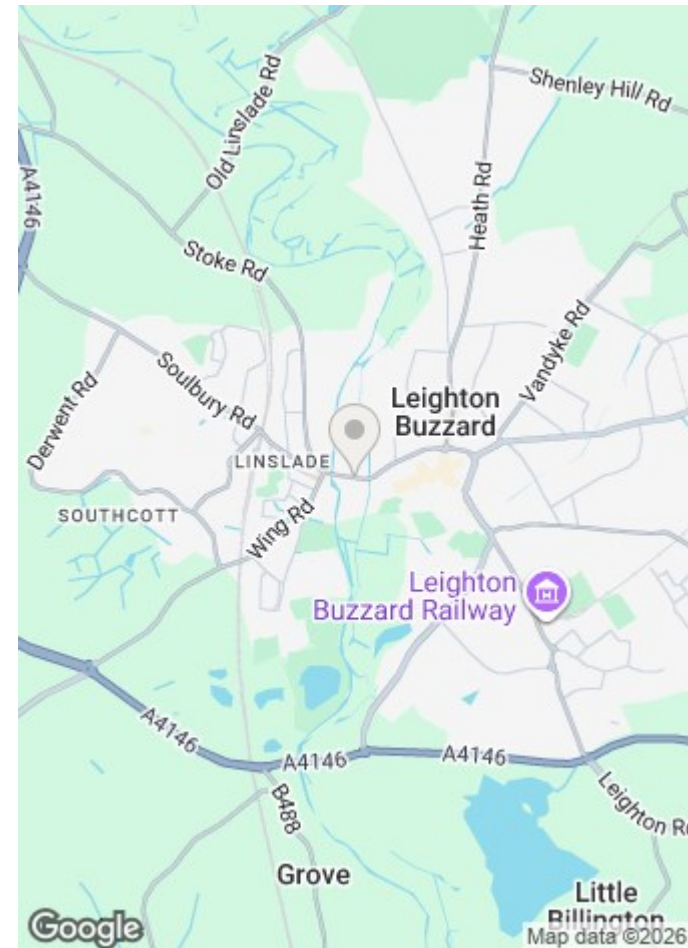 Old Linslade Rd
Shenley Hill Rd
A4146
Heath Rd
Stoke Rd
Vandyke Rd
Soulbury Rd
Derwent Rd
Leighton
Buzzard
LINSLADE
SOUTHCOTT
Wing Rd
Leighton
Buzzard Railway
A4146
A4146
A4146
B488
Leighton Rd
Grove
Little
Billington
Google
Map data ©2026